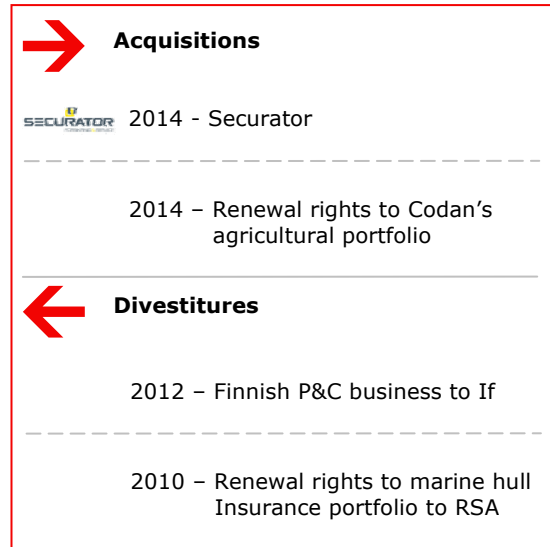 Acquisitions
SECURATOR 2014 - Securator
2014 – Renewal rights to Codan's
agricultural portfolio
Divestitures
2012 – Finnish P&C business to If
2010 – Renewal rights to marine hull
Insurance portfolio to RSA